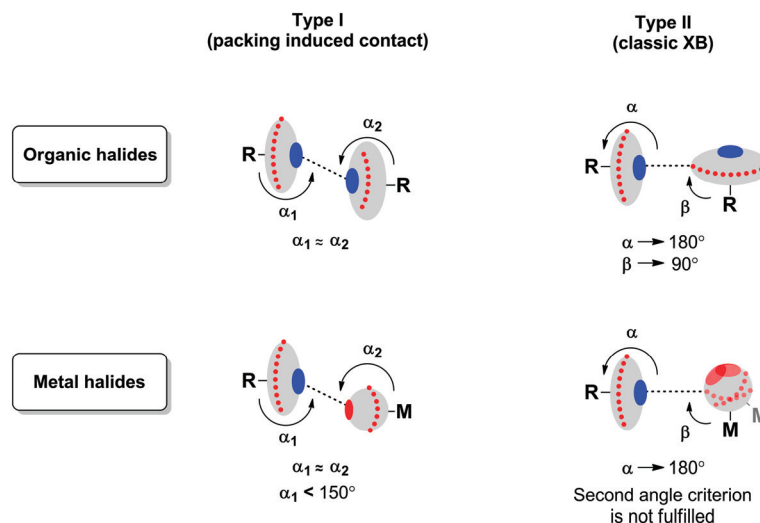 Type I
(packing induced contact)
Type II
(classic XB)
Organic halides
R
α₁
α₂
R
α₁ ≈ α₂
R
α
β
R
α → 180°
β → 90°
Metal halides
R
α₁
α₂
M
α₁ ≈ α₂
α₁ < 150°
R
α
β
M
M
α → 180°
Second angle criterion
is not fulfilled